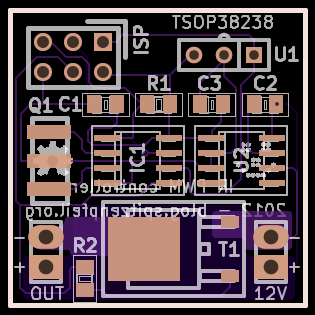 TSOP38238
ISP
U1
R1
C3
C2
Q1
C1
IC1
U2
IR PWM controller
blog.spitzenpfeil.org
2012
-
-
R2
T1
+
+
OUT
12V